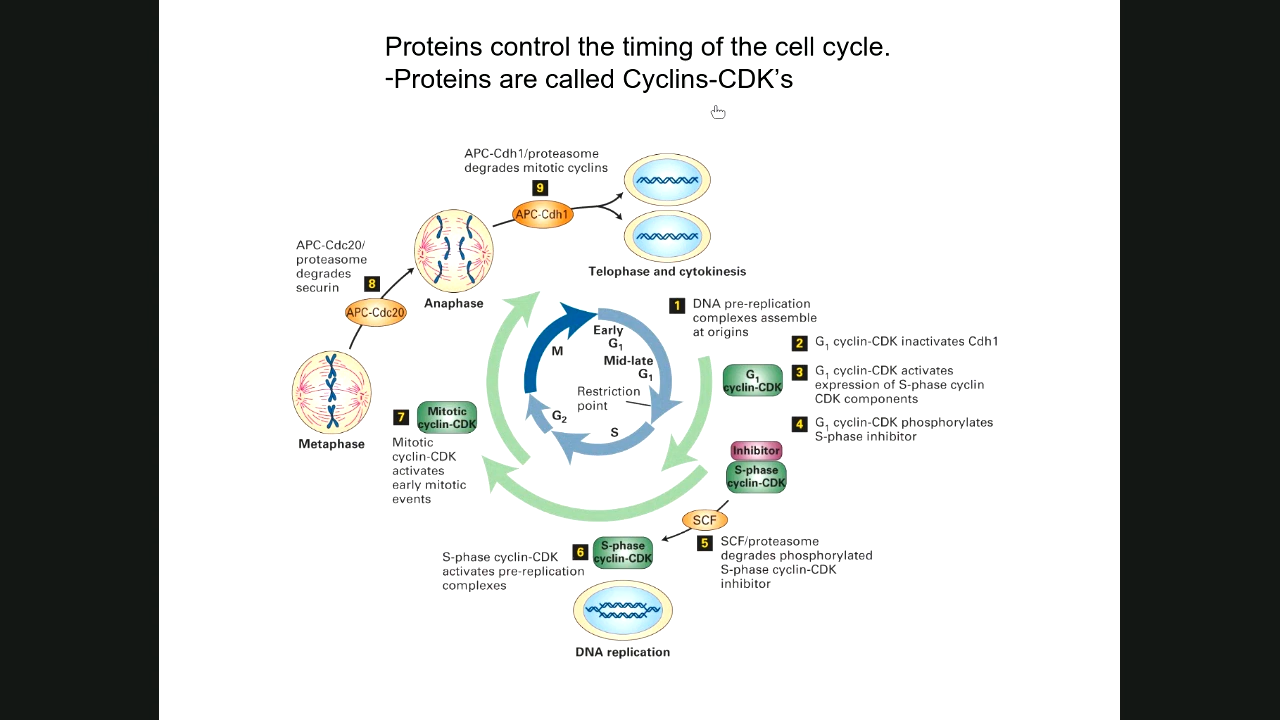 Proteins control the timing of the cell cycle.
-Proteins are called Cyclins-CDK's
APC-Cdh1/proteasome
degrades mitotic cyclins
9
APC-Cdh1
Telophase and cytokinesis
APC-Cdc20/
proteasome
degrades
securin
8
APC-Cdc20
Anaphase
Metaphase
1
DNA pre-replication
complexes assemble
at origins
2
G1 cyclin-CDK inactivates Cdh1
G1
cyclin-CDK
3
G1 cyclin-CDK activates
expression of S-phase cyclin
CDK components
4
G1 cyclin-CDK phosphorylates
S-phase inhibitor
Early
G1
Mid-late
G1
Restriction
point
M
G2
S
7
Mitotic
cyclin-CDK
Mitotic
cyclin-CDK
activates
early mitotic
events
Inhibitor
S-phase
cyclin-CDK
SCF
5
SCF/proteasome
degrades phosphorylated
S-phase cyclin-CDK
inhibitor
6
S-phase
cyclin-CDK
S-phase cyclin-CDK
activates pre-replication
complexes
DNA replication